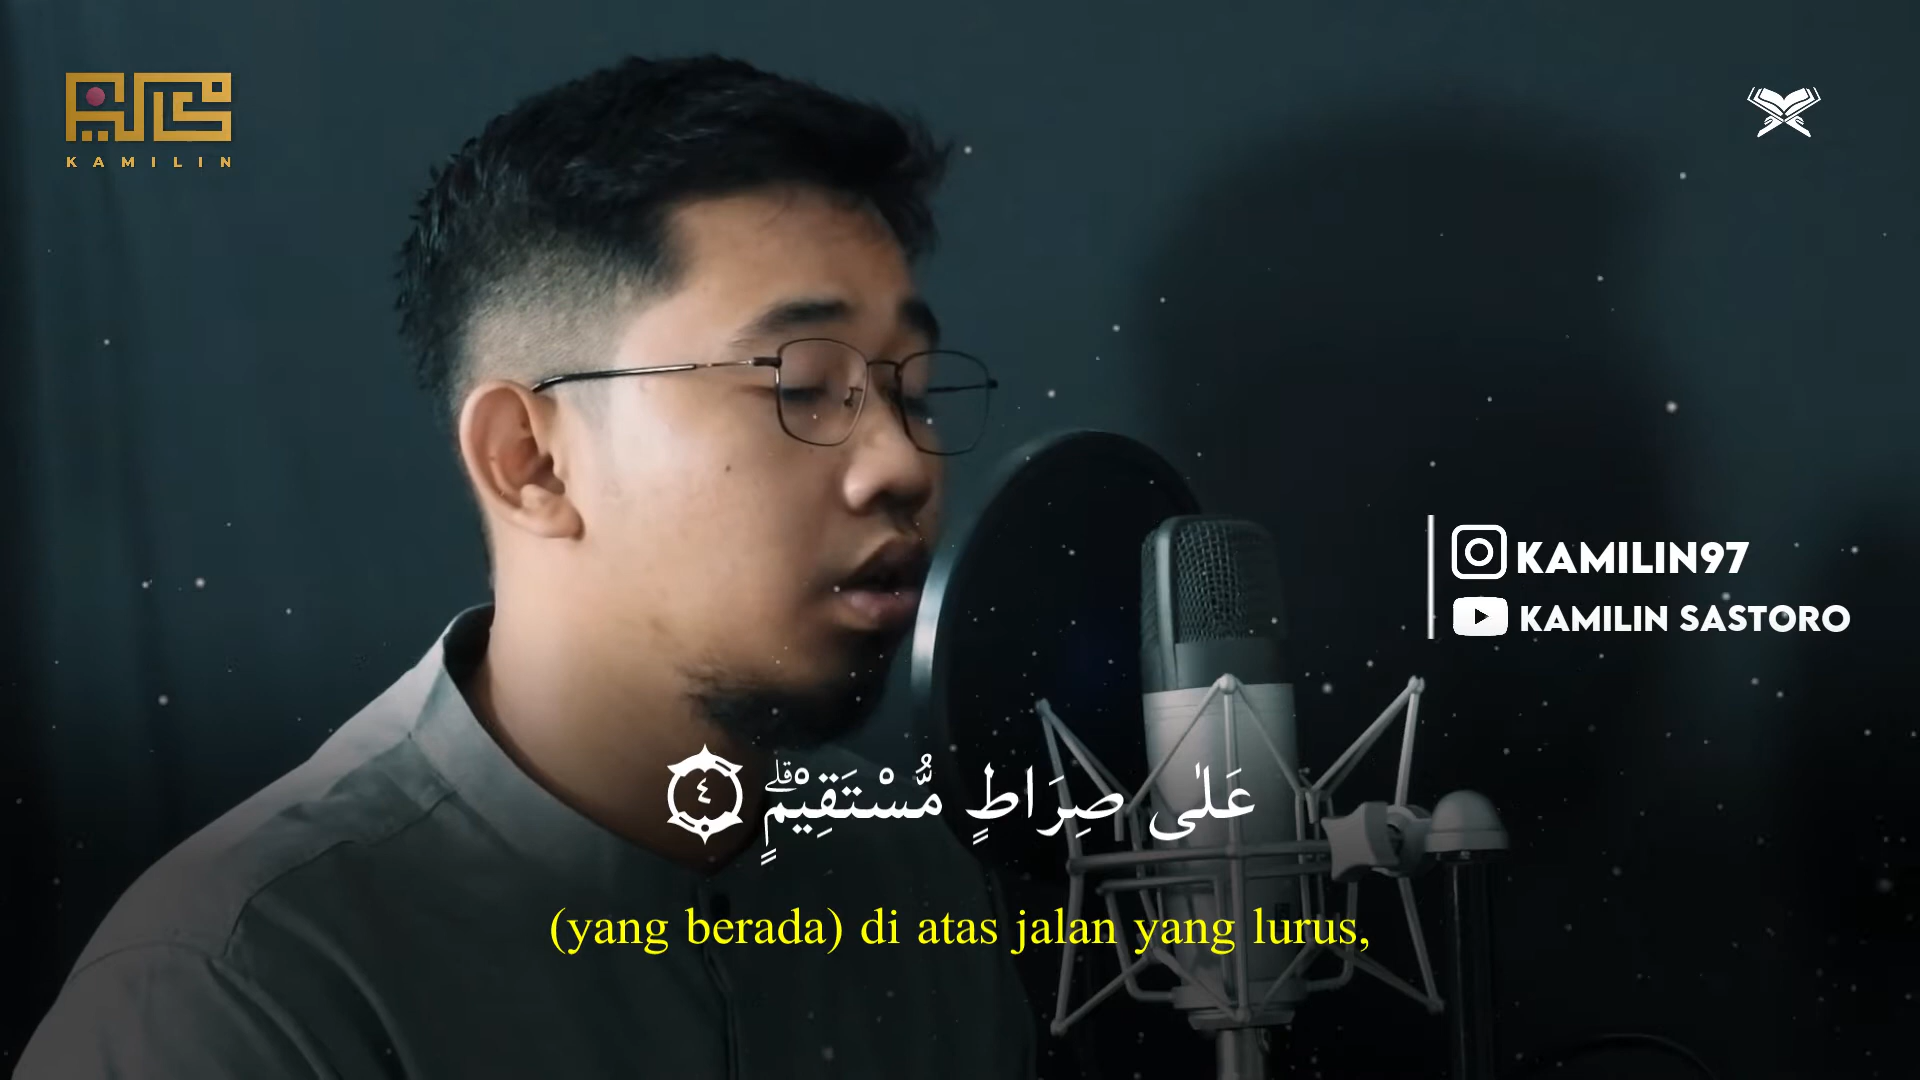 KAMILIN
KAMILIN97
KAMILIN SASTORO
عَلٰى صِرَاطٍ مُّسْتَقِيْمٍۗ ٤
(yang berada) di atas jalan yang lurus,